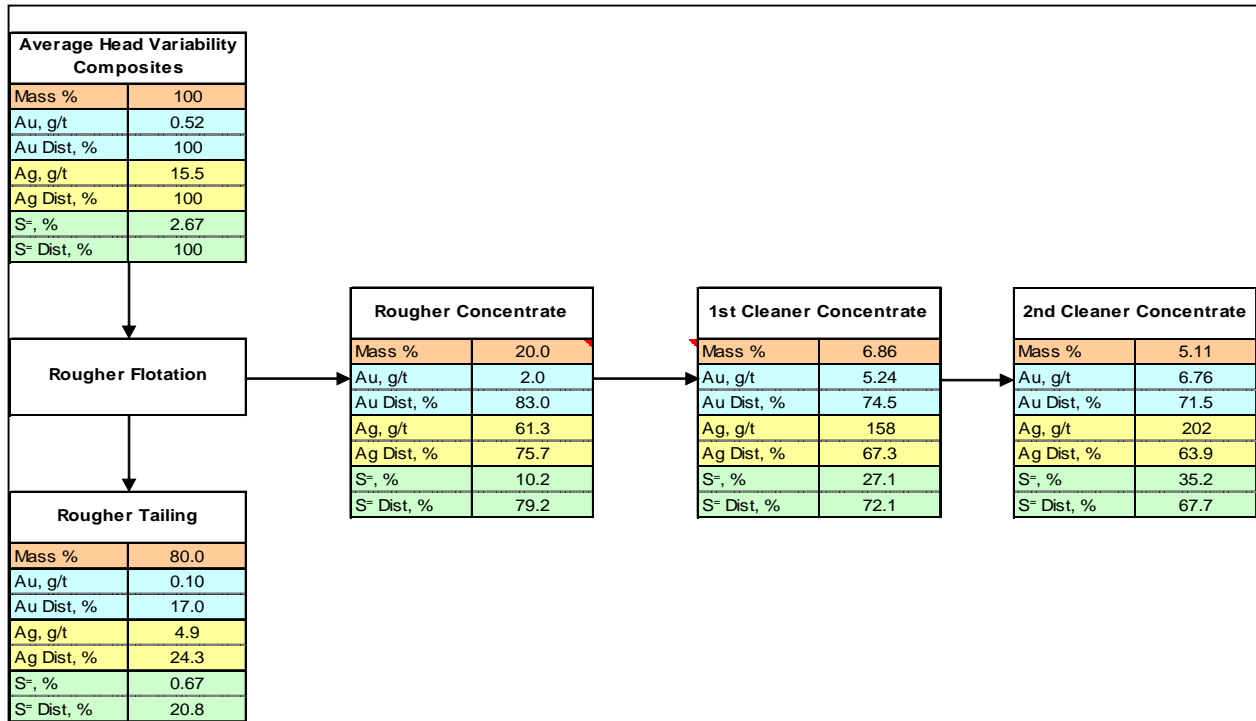 Average Head Variability
Composites
Mass % 100
Au, g/t 0.52
Au Dist, % 100
Ag, g/t 15.5
Ag Dist, % 100
S=, % 2.67
S= Dist, % 100
Rougher Flotation
Rougher Concentrate
Mass % 20.0
Au, g/t 2.0
Au Dist, % 83.0
Ag, g/t 61.3
Ag Dist, % 75.7
S=, % 10.2
S= Dist, % 79.2
1st Cleaner Concentrate
Mass % 6.86
Au, g/t 5.24
Au Dist, % 74.5
Ag, g/t 158
Ag Dist, % 67.3
S=, % 27.1
S= Dist, % 72.1
2nd Cleaner Concentrate
Mass % 5.11
Au, g/t 6.76
Au Dist, % 71.5
Ag, g/t 202
Ag Dist, % 63.9
S=, % 35.2
S= Dist, % 67.7
Rougher Tailing
Mass % 80.0
Au, g/t 0.10
Au Dist, % 17.0
Ag, g/t 4.9
Ag Dist, % 24.3
S=, % 0.67
S= Dist, % 20.8